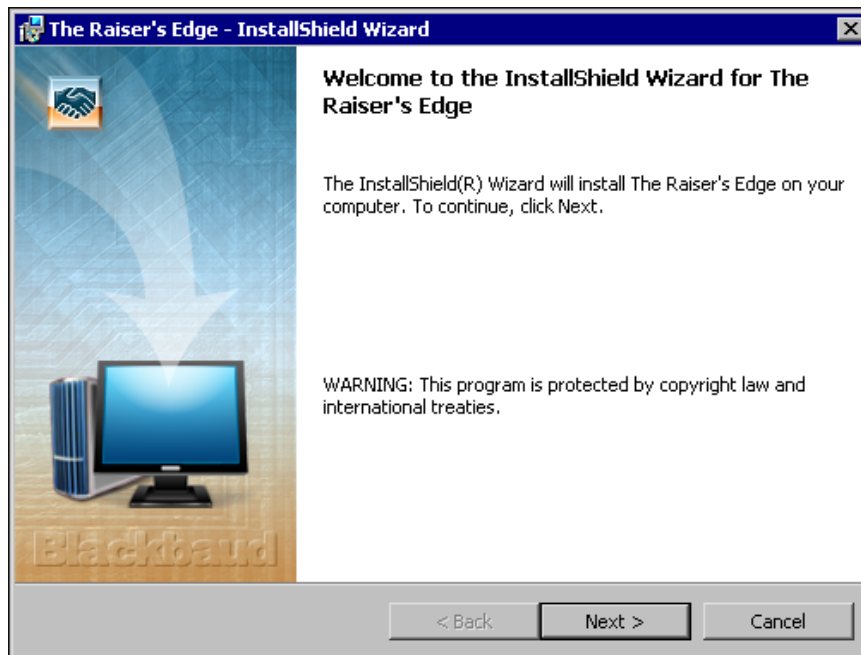 The Raiser's Edge - InstallShield Wizard
Welcome to the InstallShield Wizard for The
Raiser's Edge
The InstallShield(R) Wizard will install The Raiser's Edge on your
computer. To continue, click Next.
WARNING: This program is protected by copyright law and
international treaties.
Blackbaud
< Back
Next >
Cancel